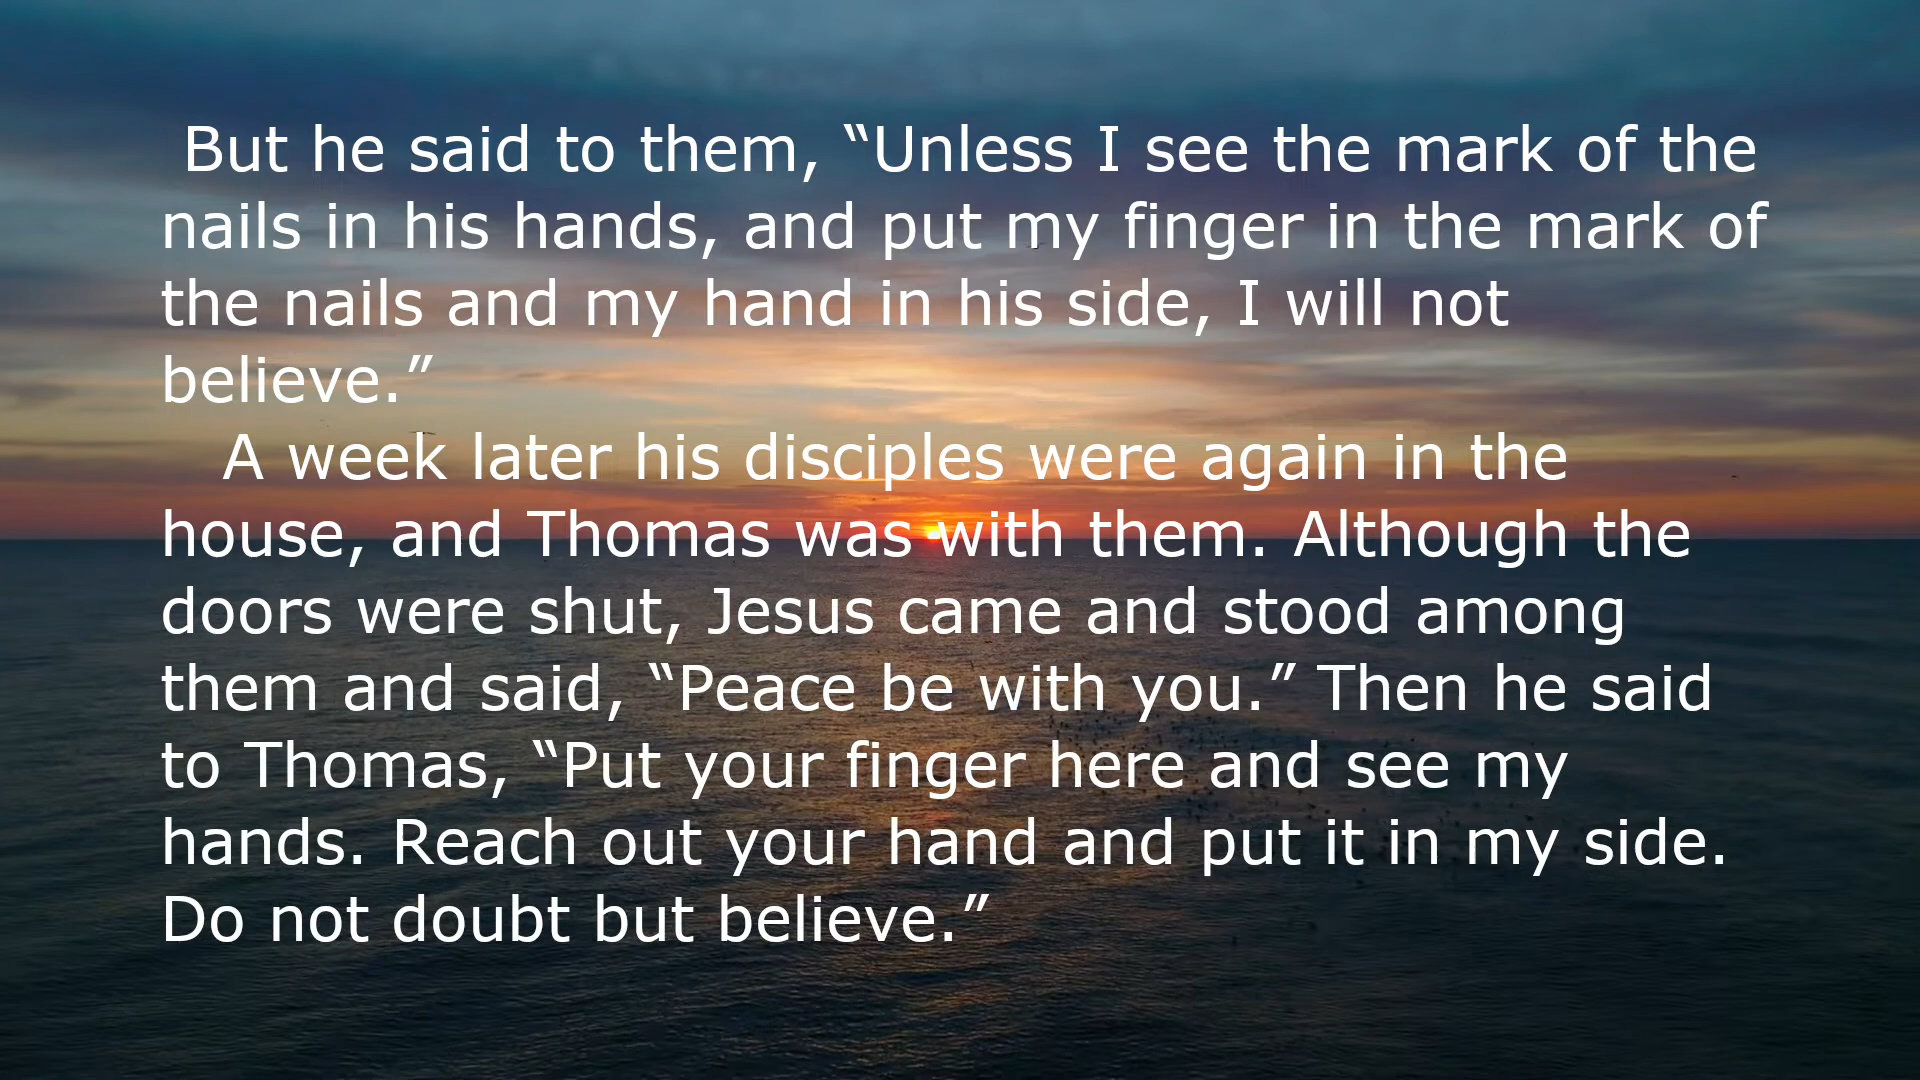 But he said to them, “Unless I see the mark of the
nails in his hands, and put my finger in the mark of
the nails and my hand in his side, I will not
believe.”
A week later his disciples were again in the
house, and Thomas was with them. Although the
doors were shut, Jesus came and stood among
them and said, “Peace be with you.” Then he said
to Thomas, “Put your finger here and see my
hands. Reach out your hand and put it in my side.
Do not doubt but believe.”